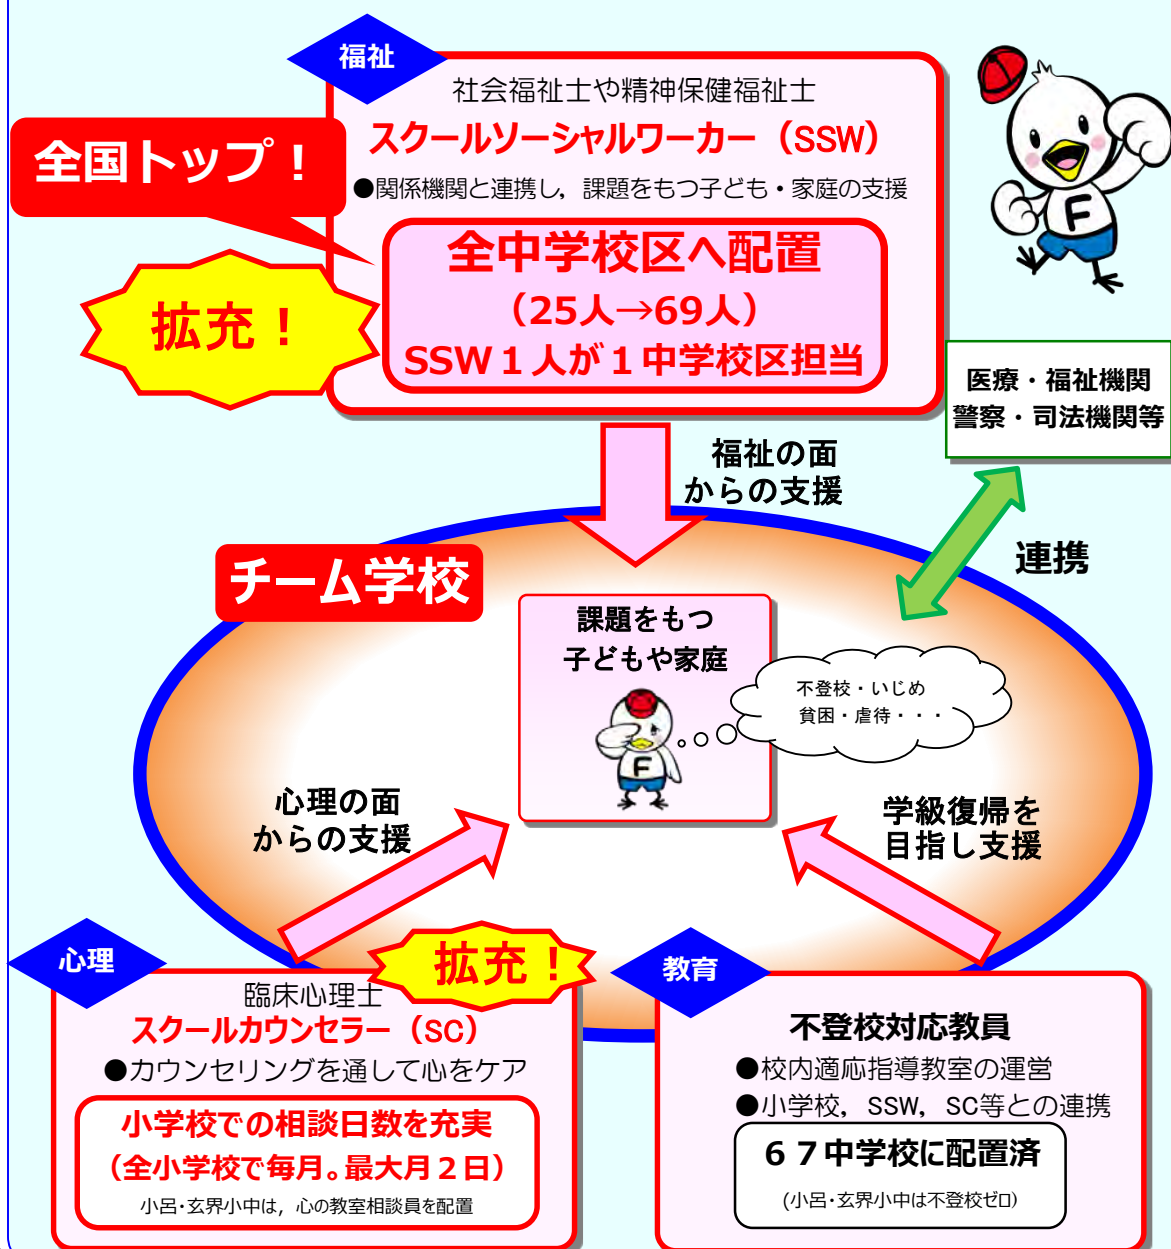 福祉
社会福祉士や精神保健福祉士
スクールソーシャルワーカー（SSW）
全国トップ！
●関係機関と連携し，課題をもつ子ども・家庭の支援
全中学校区へ配置
（25人→69人）
SSW１人が１中学校区担当
拡充！
F
医療・福祉機関
警察・司法機関等
福祉の面
からの支援
連携
チーム学校
課題をもつ
子どもや家庭
F
不登校・いじめ
貧困・虐待・・・
心理の面
からの支援
学級復帰を
目指し支援
心理
拡充！
臨床心理士
スクールカウンセラー（SC）
●カウンセリングを通して心をケア
小学校での相談日数を充実
（全小学校で毎月。最大月２日）
小呂・玄界小中は，心の教室相談員を配置
教育
不登校対応教員
●校内適応指導教室の運営
●小学校，SSW，SC等との連携
６７中学校に配置済
（小呂・玄界小中は不登校ゼロ）